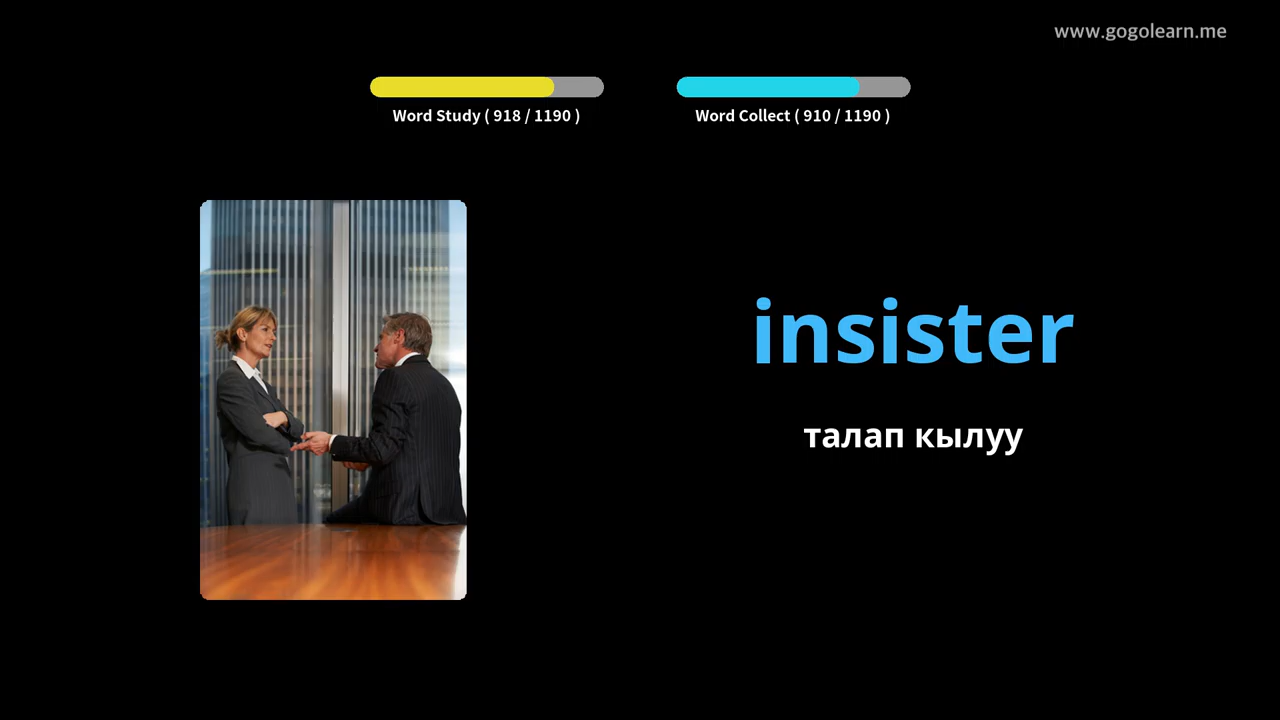 www.gogolearn.me
Word Study ( 918 / 1190 )
Word Collect ( 910 / 1190 )
insister
талап кылуу